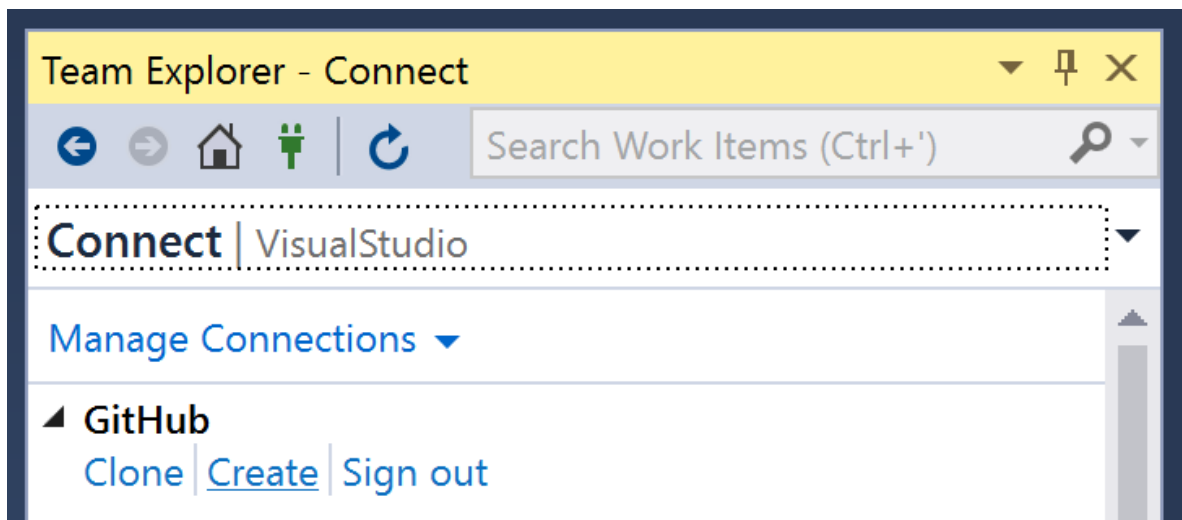 Team Explorer - Connect
Search Work Items (Ctrl+')
Connect | VisualStudio
Manage Connections
GitHub
Clone Create Sign out